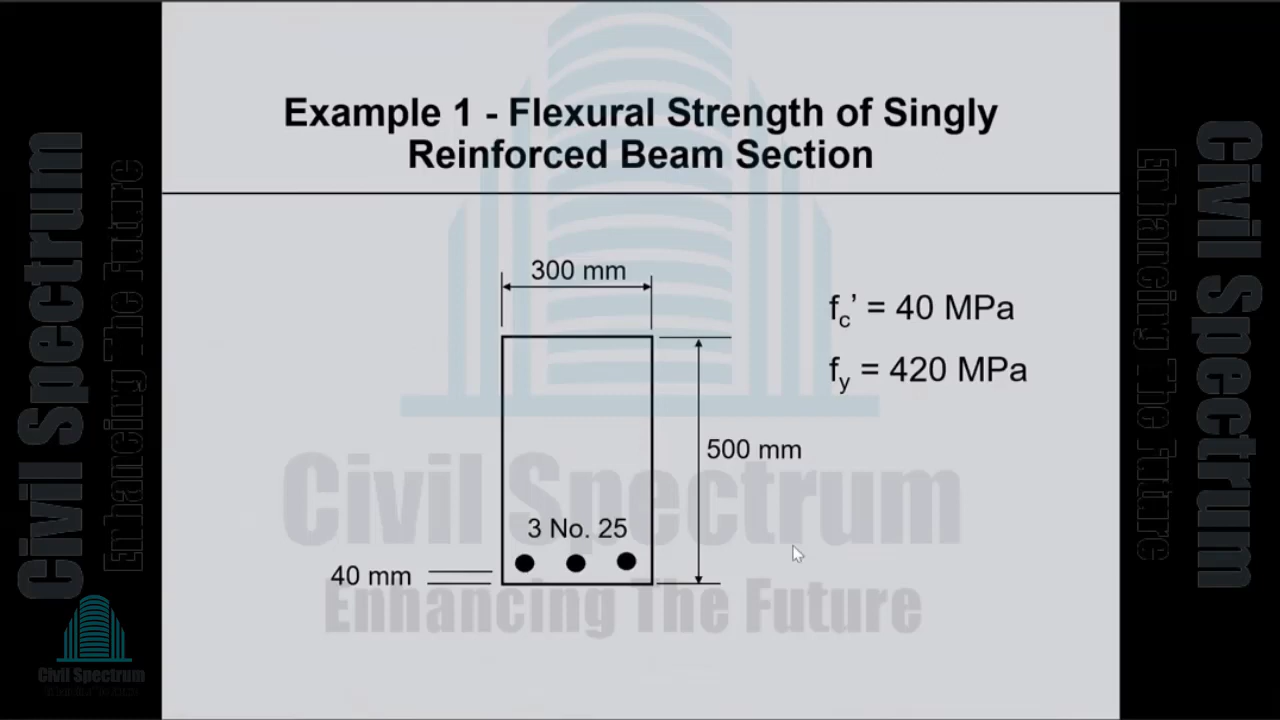 Example 1 - Flexural Strength of Singly
Reinforced Beam Section
300 mm
fc’ = 40 MPa
fy = 420 MPa
500 mm
3 No. 25
40 mm
Civil Spectrum
Enhancing The Future
Civil Spectrum
Enhancing The Future
Civil Spectrum
Enhancing The Future
Civil Spectrum